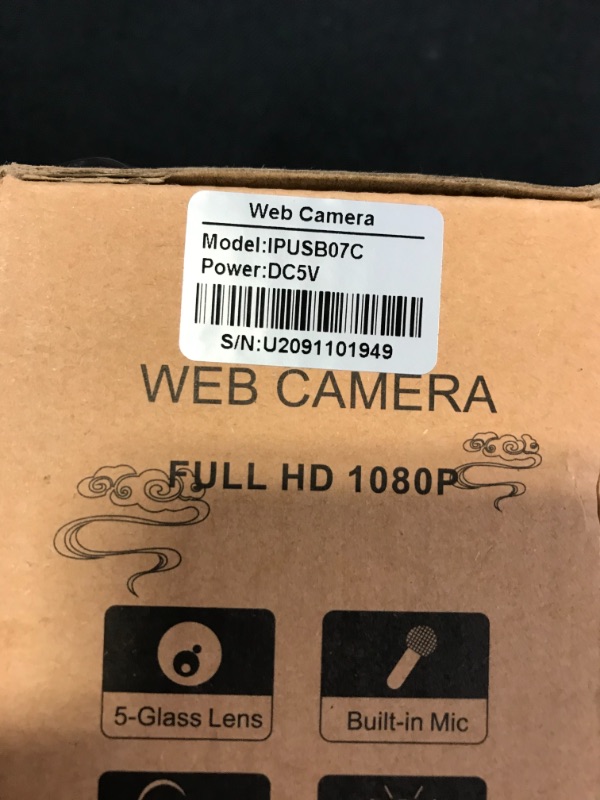 Web Camera
Model:IPUSB07C
Power:DC5V
S/N:U2091101949
WEB CAMERA
FULL HD 1080P
5-Glass Lens
Built-in Mic